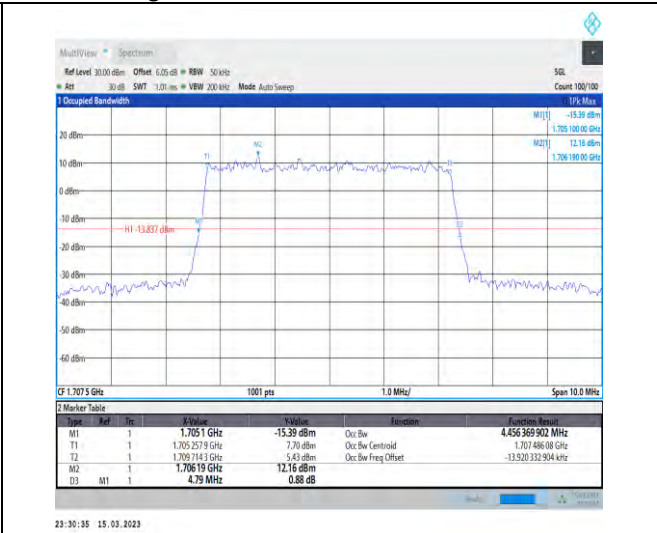 MultiView Spectrum
Ref Level 30.00 dBm Offset 6.05 dB RBW 50 kHz SGL
Att 30 dB SWT 1.01 ms VBW 200 kHz Mode Auto Sweep Count 100/100
1 Occupied Bandwidth 1Pk Max
M1[1] -15.39 dBm
1.705 100 00 GHz
20 dBm M2[1] 12.16 dBm
1.706 190 00 GHz
M2
T1
10 dBm
0 dBm
-10 dBm
M1
H1 -13.837 dBm
-20 dBm
-30 dBm
-40 dBm
-50 dBm
-60 dBm
CF 1.707 5 GHz 1001 pts 1.0 MHz/ Span 10.0 MHz
2 Marker Table
Type Ref Trc X-Value Y-Value Function Function Result
M1 1 1.7051 GHz -15.39 dBm Occ Bw 4.456 369 902 MHz
T1 1 1.705 257 9 GHz 7.70 dBm Occ Bw Centroid 1.707 486 08 GHz
T2 1 1.709 714 3 GHz 5.43 dBm Occ Bw Freq Offset -13.920 332 904 kHz
M2 1 1.706 19 GHz 12.16 dBm
D3 M1 1 4.79 MHz 0.88 dB
23:30:35 15.03.2023